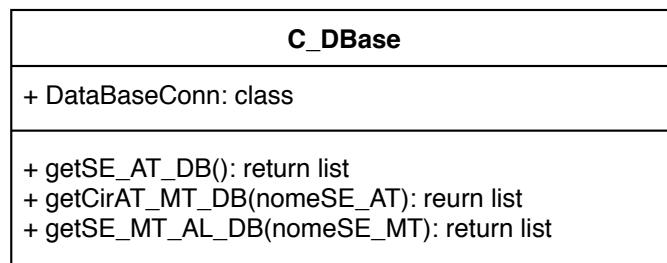 C_DBase
+ DataBaseConn: class
+ getSE_AT_DB(): return list
+ getCirAT_MT_DB(nomeSE_AT): reurn list
+ getSE_MT_AL_DB(nomeSE_MT): return list